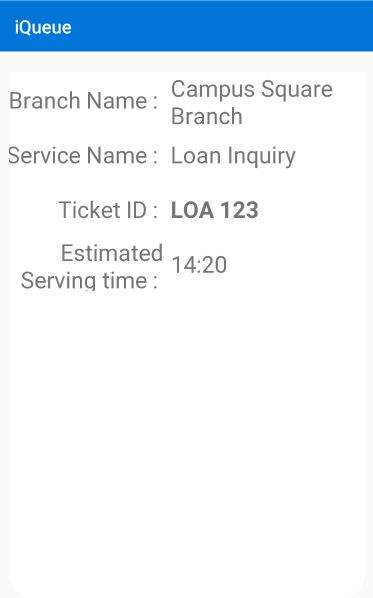 iQueue
Branch Name : Campus Square
Branch
Service Name : Loan Inquiry
Ticket ID : LOA 123
Estimated
Serving time : 14:20